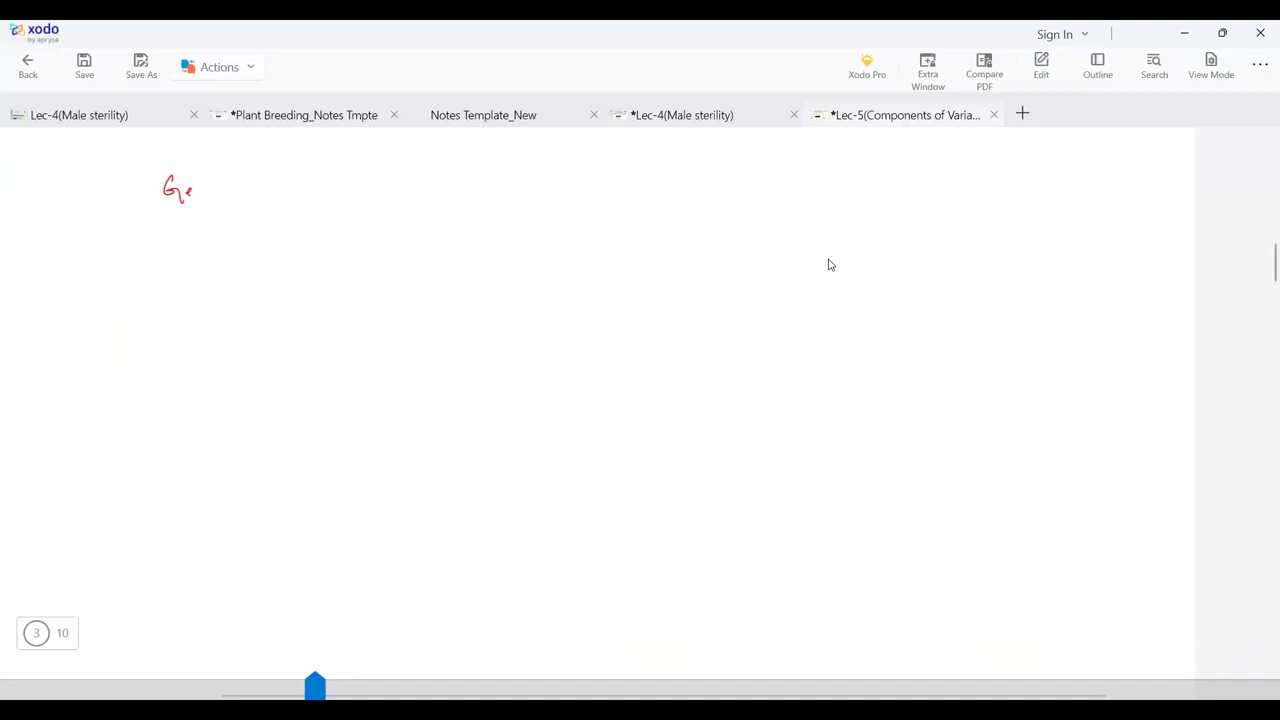 xodo
by apryse
Sign In
Back
Save
Save As
Actions
Xodo Pro
Extra
Window
Compare
PDF
Edit
Outline
Search
View Mode
Lec-4(Male sterility)
*Plant Breeding_Notes Tmpte
Notes Template_New
*Lec-4(Male sterility)
*Lec-5(Components of Varia...
Ge
3 10